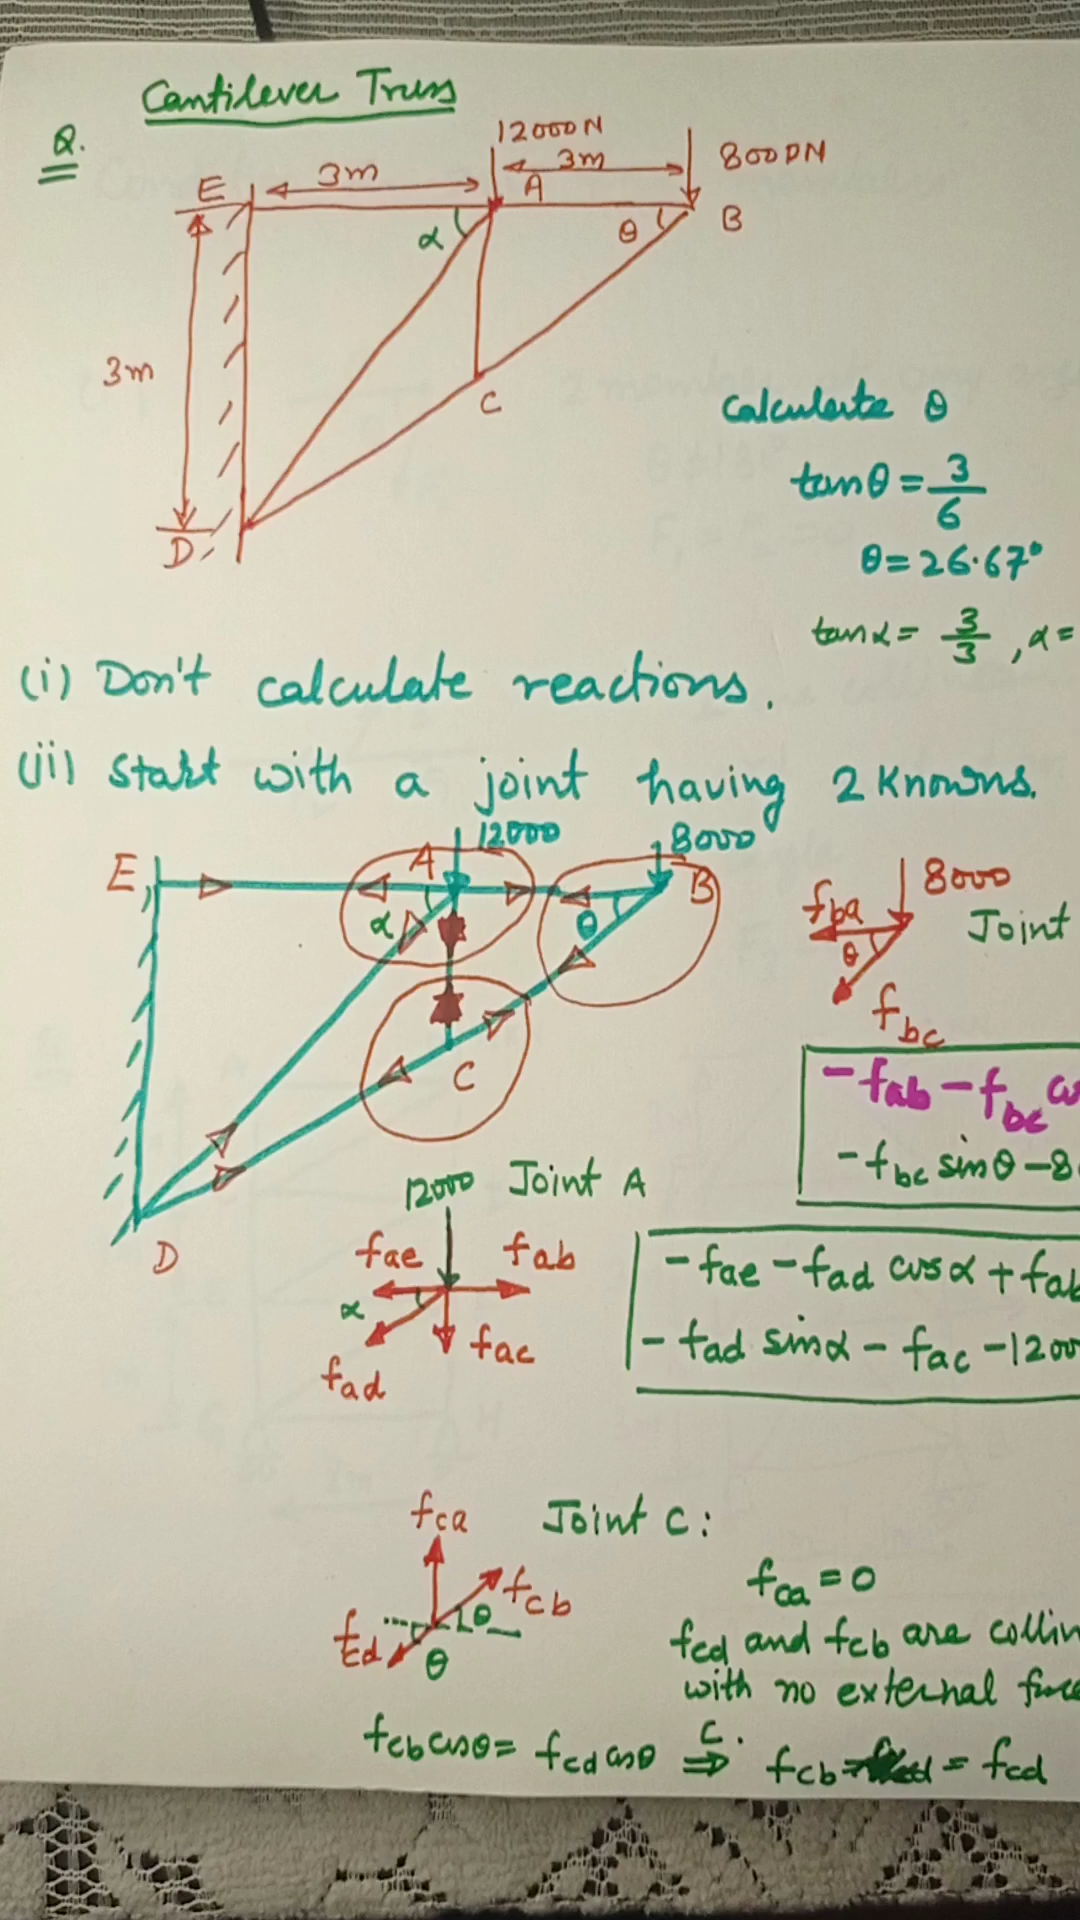 Cantilever Truss
Q.
12000N
3m
3m
8000N
E
A
B
α
θ
3m
C
D
Calculate θ
tanθ = 3/6
θ = 26.67°
tanα = 3/3 , α =
(i) Don't calculate reactions.
(ii) Start with a joint having 2 Knowns.
12000
8000
E
A
B
α
θ
C
D
8000
fba
θ
fbc
Joint
-fab - fbc
-fbc sinθ - 8
12000 Joint A
fae
fab
α
fad
fac
-fae - fad cosα + fab
- fad sinα - fac - 1200
Joint C:
fca
fcb
θ
θ
fca = 0
fcd and fcb are collin
with no external
fcb cosθ = fcd cosθ ⇒ fcb = fcd
C.